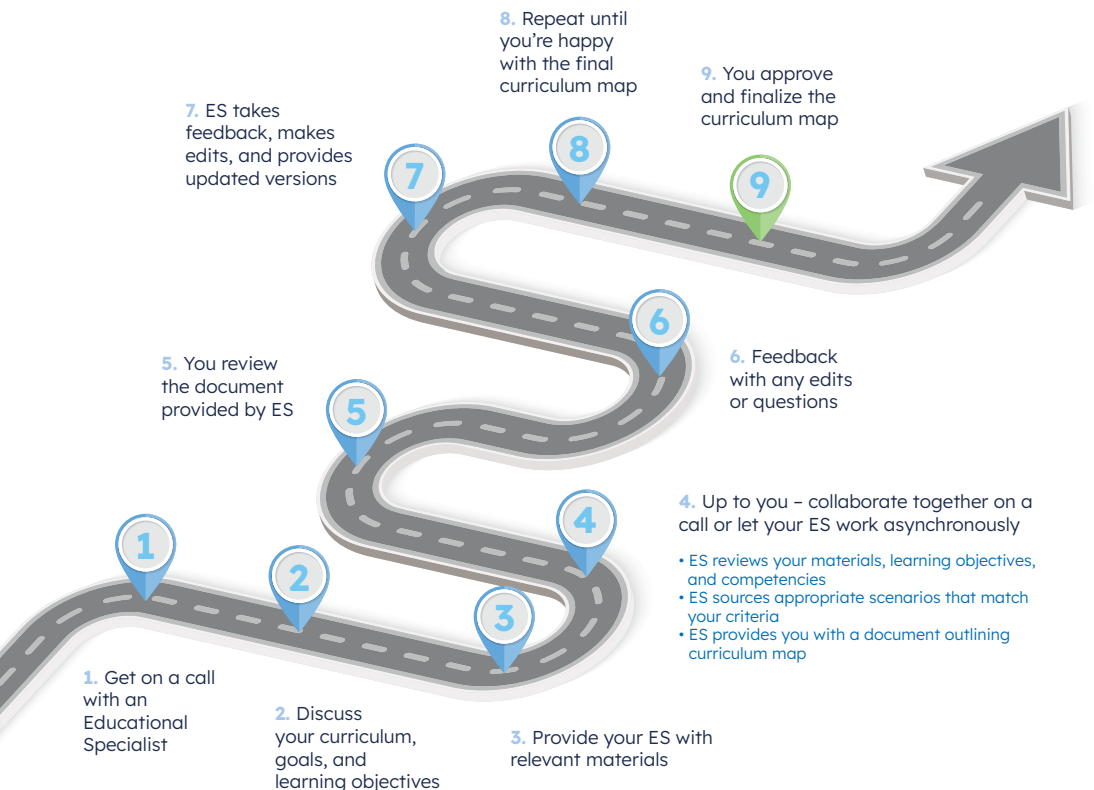 8. Repeat until
you're happy
with the final
curriculum map
9. You approve
and finalize the
curriculum map
7. ES takes
feedback, makes
edits, and provides
updated versions
8
7
9
6
5. You review
the document
provided by ES
6. Feedback
with any edits
or questions
5
4. Up to you – collaborate together on a
call or let your ES work asynchronously
• ES reviews your materials, learning objectives,
and competencies
• ES sources appropriate scenarios that match
your criteria
• ES provides you with a document outlining
curriculum map
4
1
2
3
1. Get on a call
with an
Educational
Specialist
2. Discuss
your curriculum,
goals, and
learning objectives
3. Provide your ES with
relevant materials